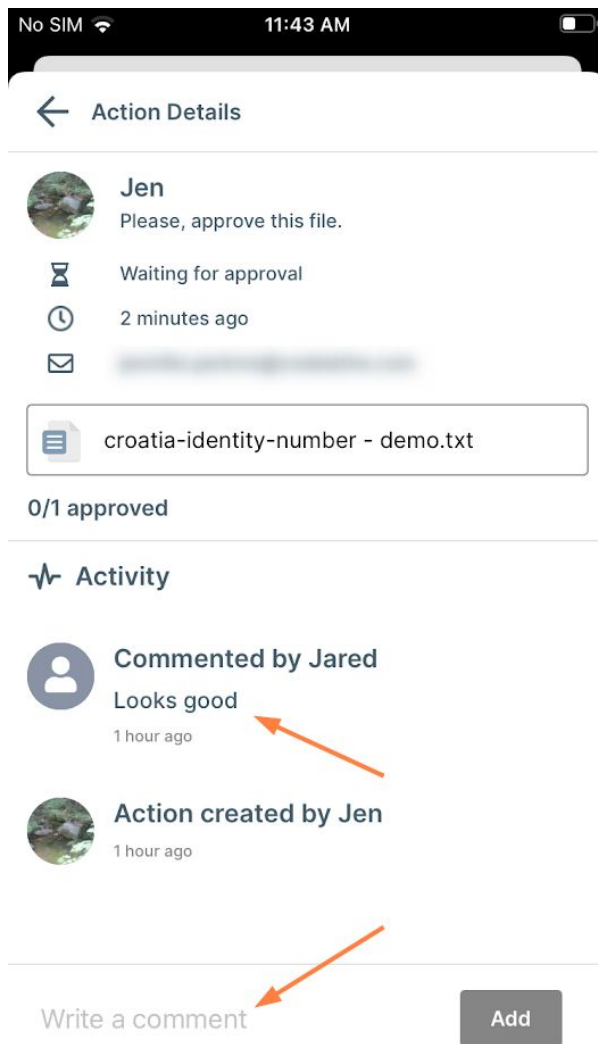 No SIM 11:43 AM
Action Details
Jen
Please, approve this file.
Waiting for approval
2 minutes ago
croatia-identity-number - demo.txt
0/1 approved
Activity
Commented by Jared
Looks good
1 hour ago
Action created by Jen
1 hour ago
Write a comment
Add